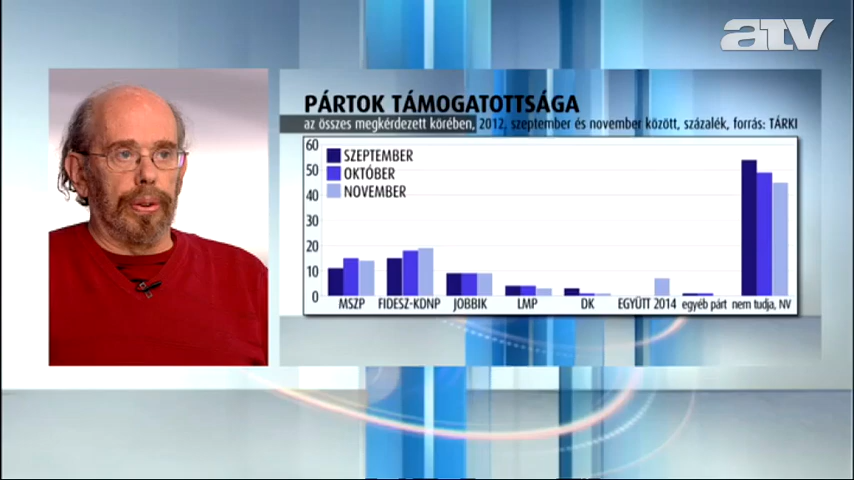 atv
PÁRTOK TÁMOGATOTTSÁGA
az összes megkérdezett körében, 2012. szeptember és november között, százalék, forrás: TÁRKI
60
50
40
30
20
10
0
SZEPTEMBER
OKTÓBER
NOVEMBER
MSZP FIDESZ-KDNP JOBBIK LMP DK EGYÜTT 2014 egyéb párt nem tudja, NV